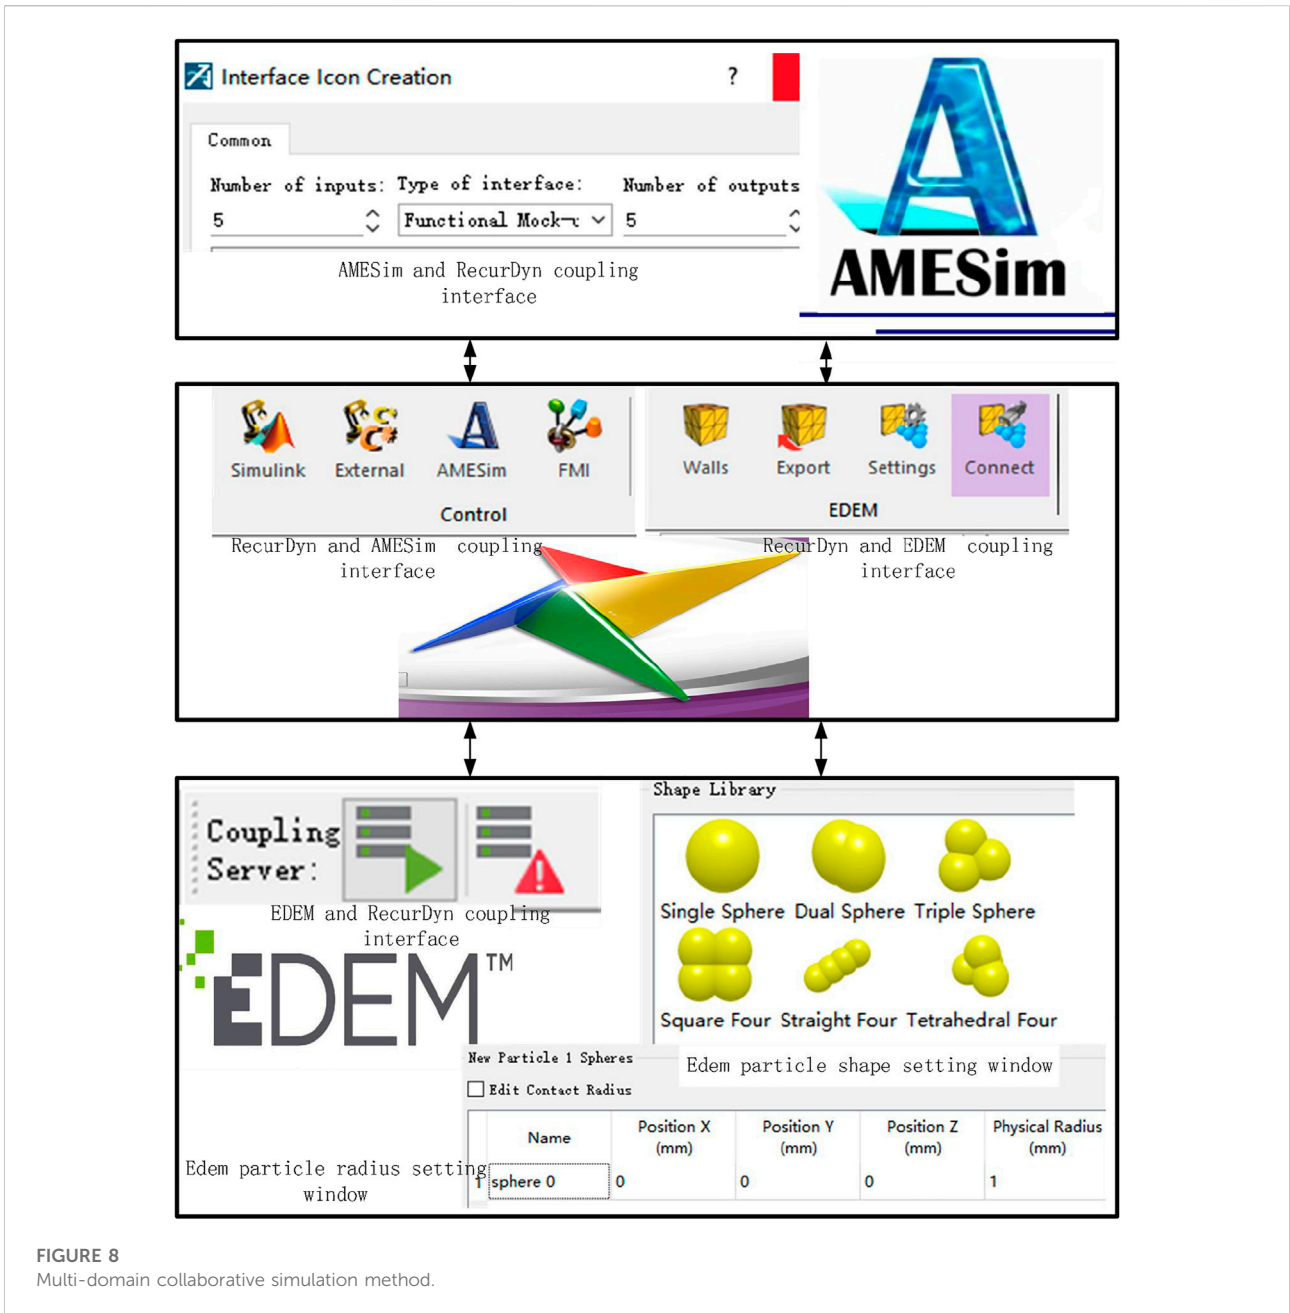 Interface Icon Creation ?
Common
Number of inputs: Type of interface: Number of outputs
5 Functional Mock-u 5
AMESim and RecurDyn coupling
interface
AMESim
Simulink External AMESim FMI
Control
Walls Export Settings Connect
EDEM
RecurDyn and AMESim coupling
interface
RecurDyn and EDEM coupling
interface
Coupling
Server:
EDEM and RecurDyn coupling
interface
EDEM™
Shape Library
Single Sphere Dual Sphere Triple Sphere
Square Four Straight Four Tetrahedral Four
Edem particle shape setting window
New Particle 1 Spheres
Edit Contact Radius
Name Position X (mm) Position Y (mm) Position Z (mm) Physical Radius (mm)
1 sphere 0 0 0 0 1
Edem particle radius setting
window
FIGURE 8
Multi-domain collaborative simulation method.